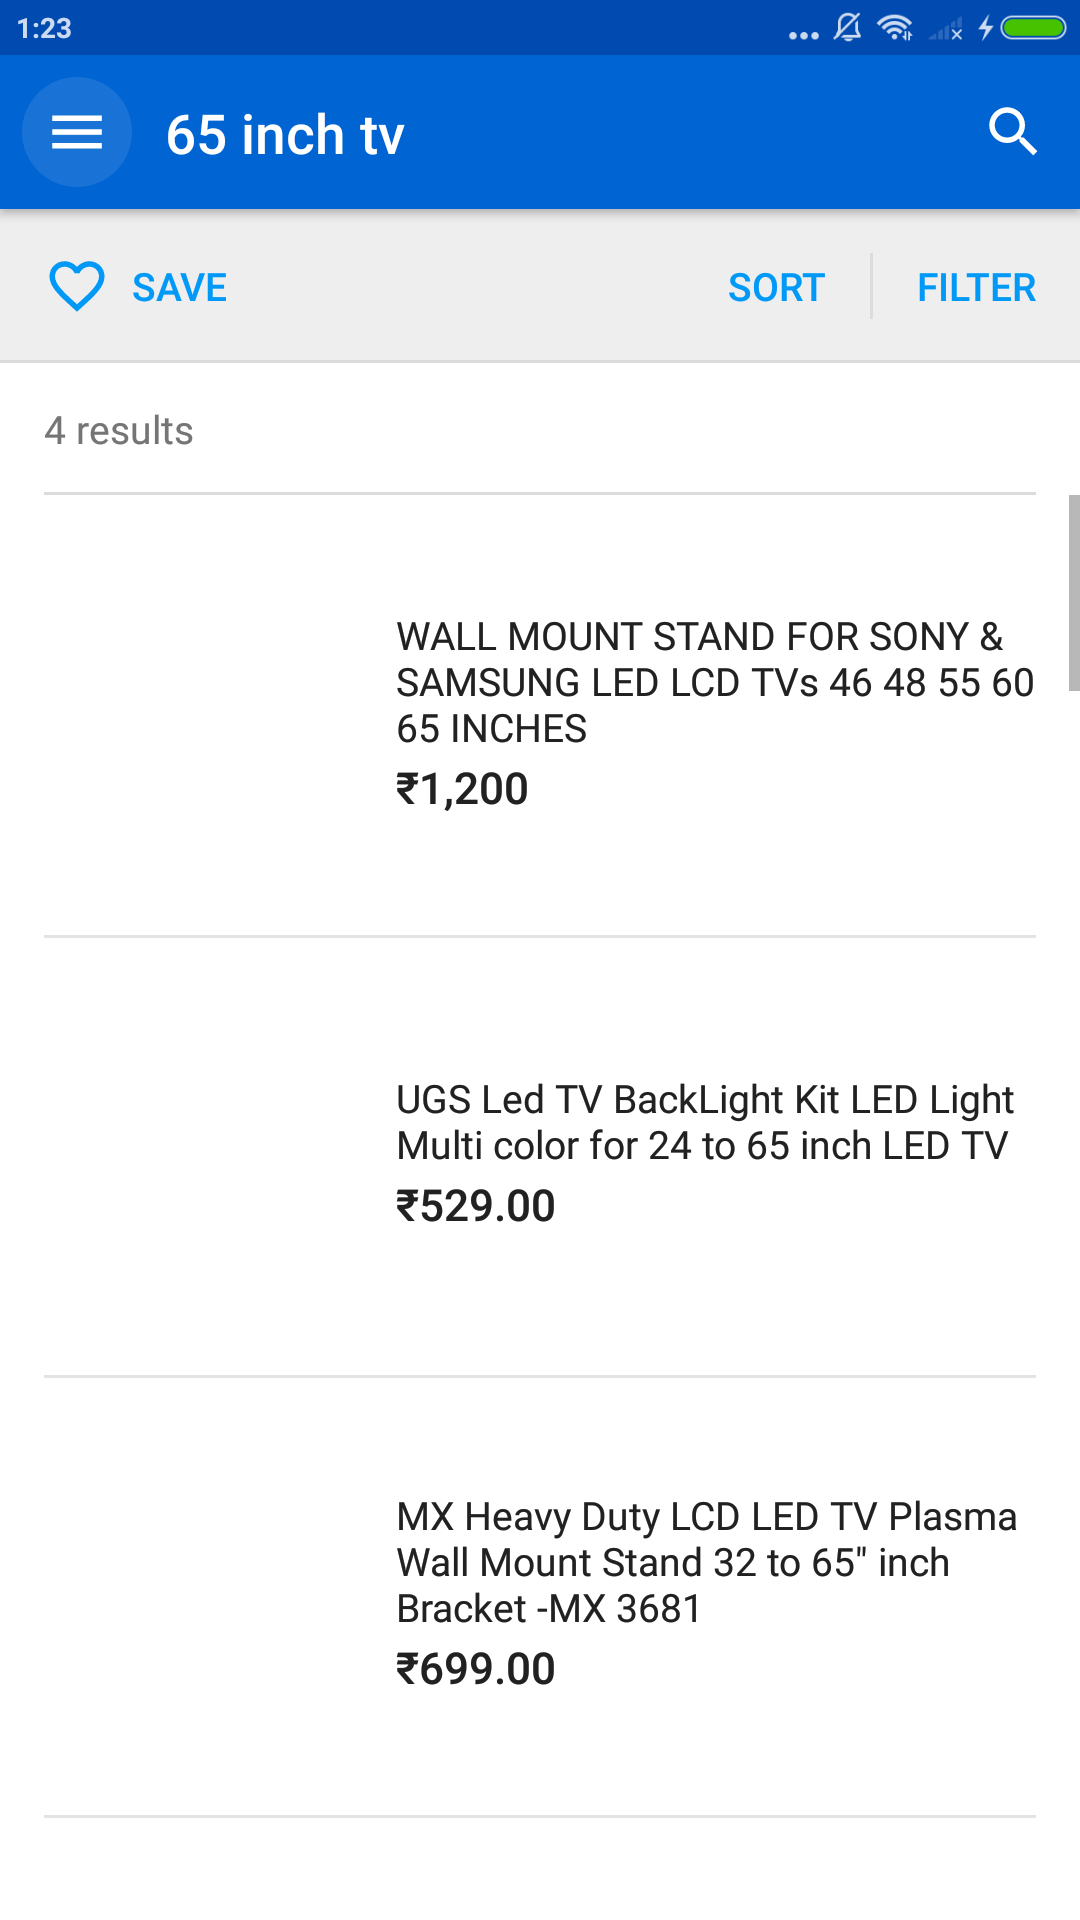 1:23
65 inch tv
SAVE
SORT
FILTER
4 results
WALL MOUNT STAND FOR SONY &
SAMSUNG LED LCD TVs 46 48 55 60
65 INCHES
₹1,200
UGS Led TV BackLight Kit LED Light
Multi color for 24 to 65 inch LED TV
₹529.00
MX Heavy Duty LCD LED TV Plasma
Wall Mount Stand 32 to 65" inch
Bracket -MX 3681
₹699.00